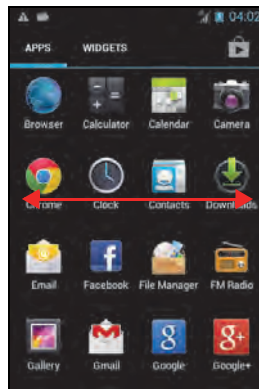 04:02
APPS WIDGETS
Browser Calculator Calendar Camera
Chrome Clock Contacts Downloads
Email Facebook File Manager FM Radio
Gallery Gmail Google Google+